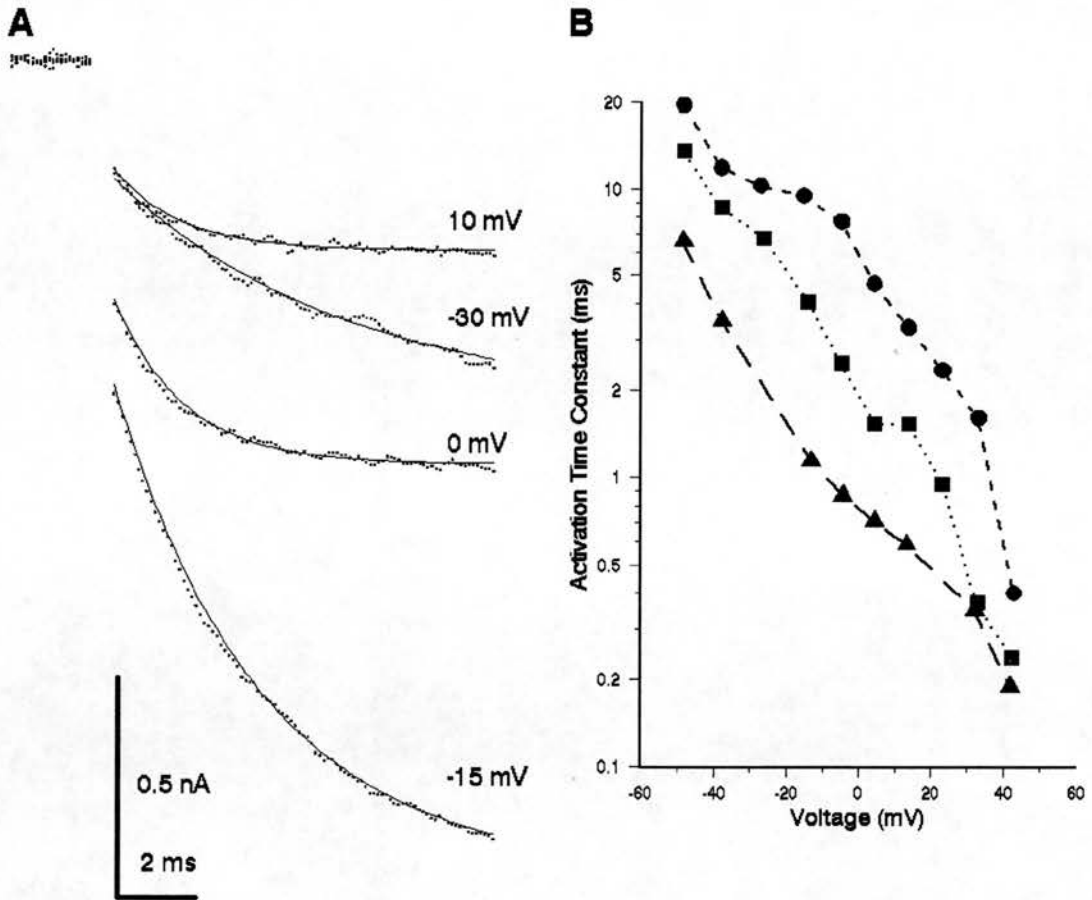 A
10 mV
-30 mV
0 mV
-15 mV
0.5 nA
2 ms
B
20
10
5
2
1
0.5
0.2
0.1
Activation Time Constant (ms)
-60 -40 -20 0 20 40 60
Voltage (mV)